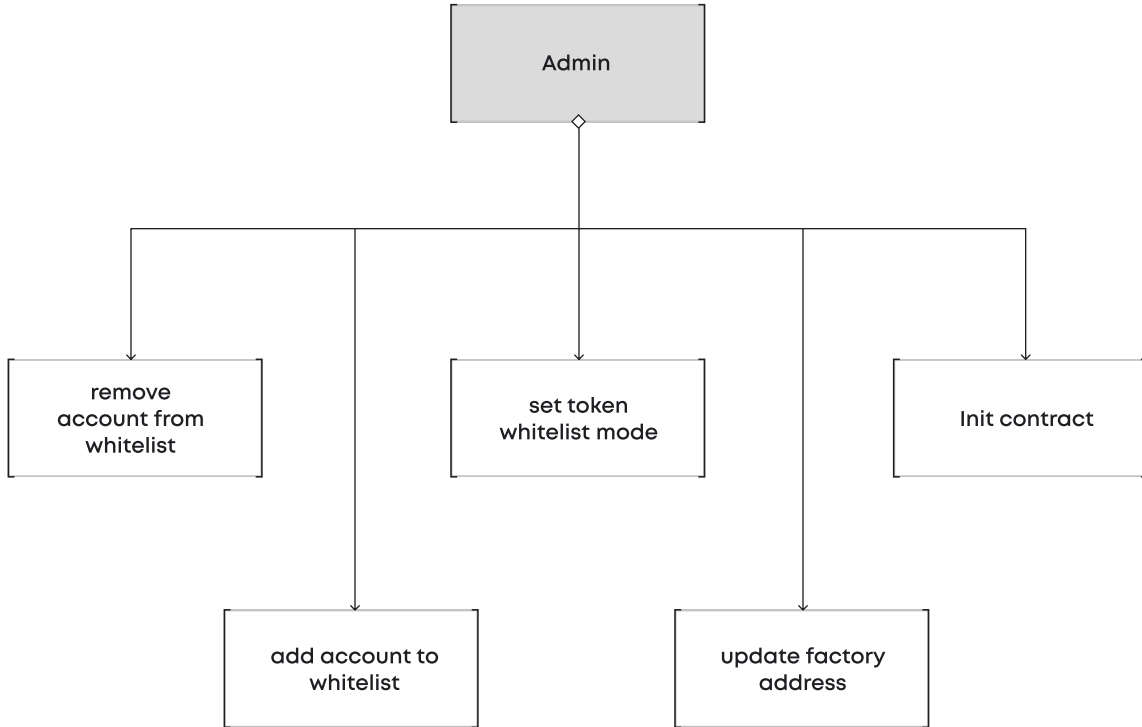 Admin
remove
account from
whitelist
set token
whitelist mode
Init contract
add account to
whitelist
update factory
address